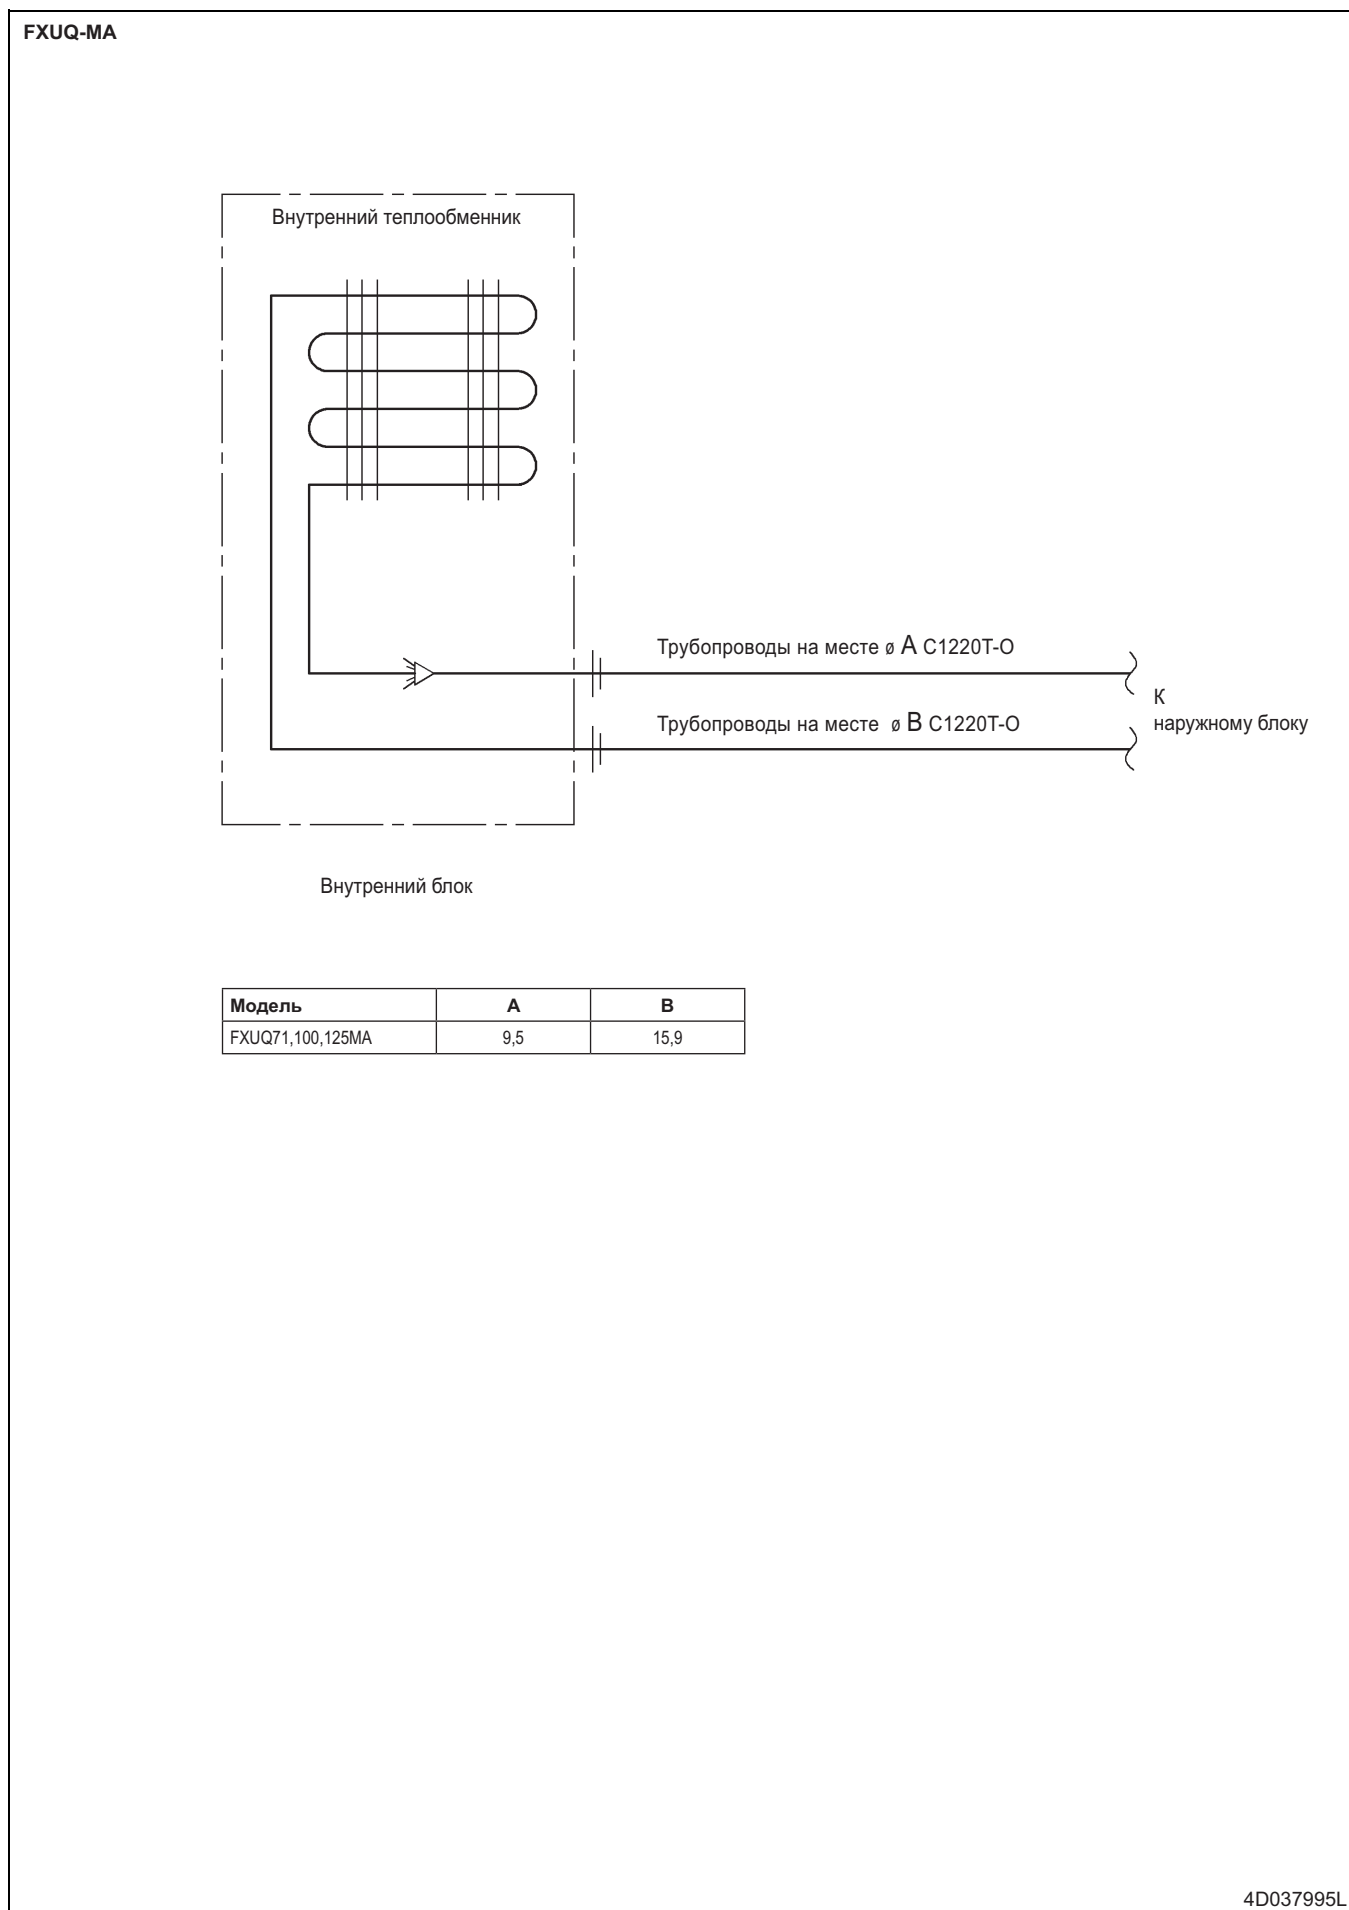 FXUQ-MA
Внутренний теплообменник
Трубопроводы на месте ø A C1220T-O
К
наружному блоку
Трубопроводы на месте ø B C1220T-O
Внутренний блок
Модель A B
FXUQ71,100,125MA 9,5 15,9
4D037995L